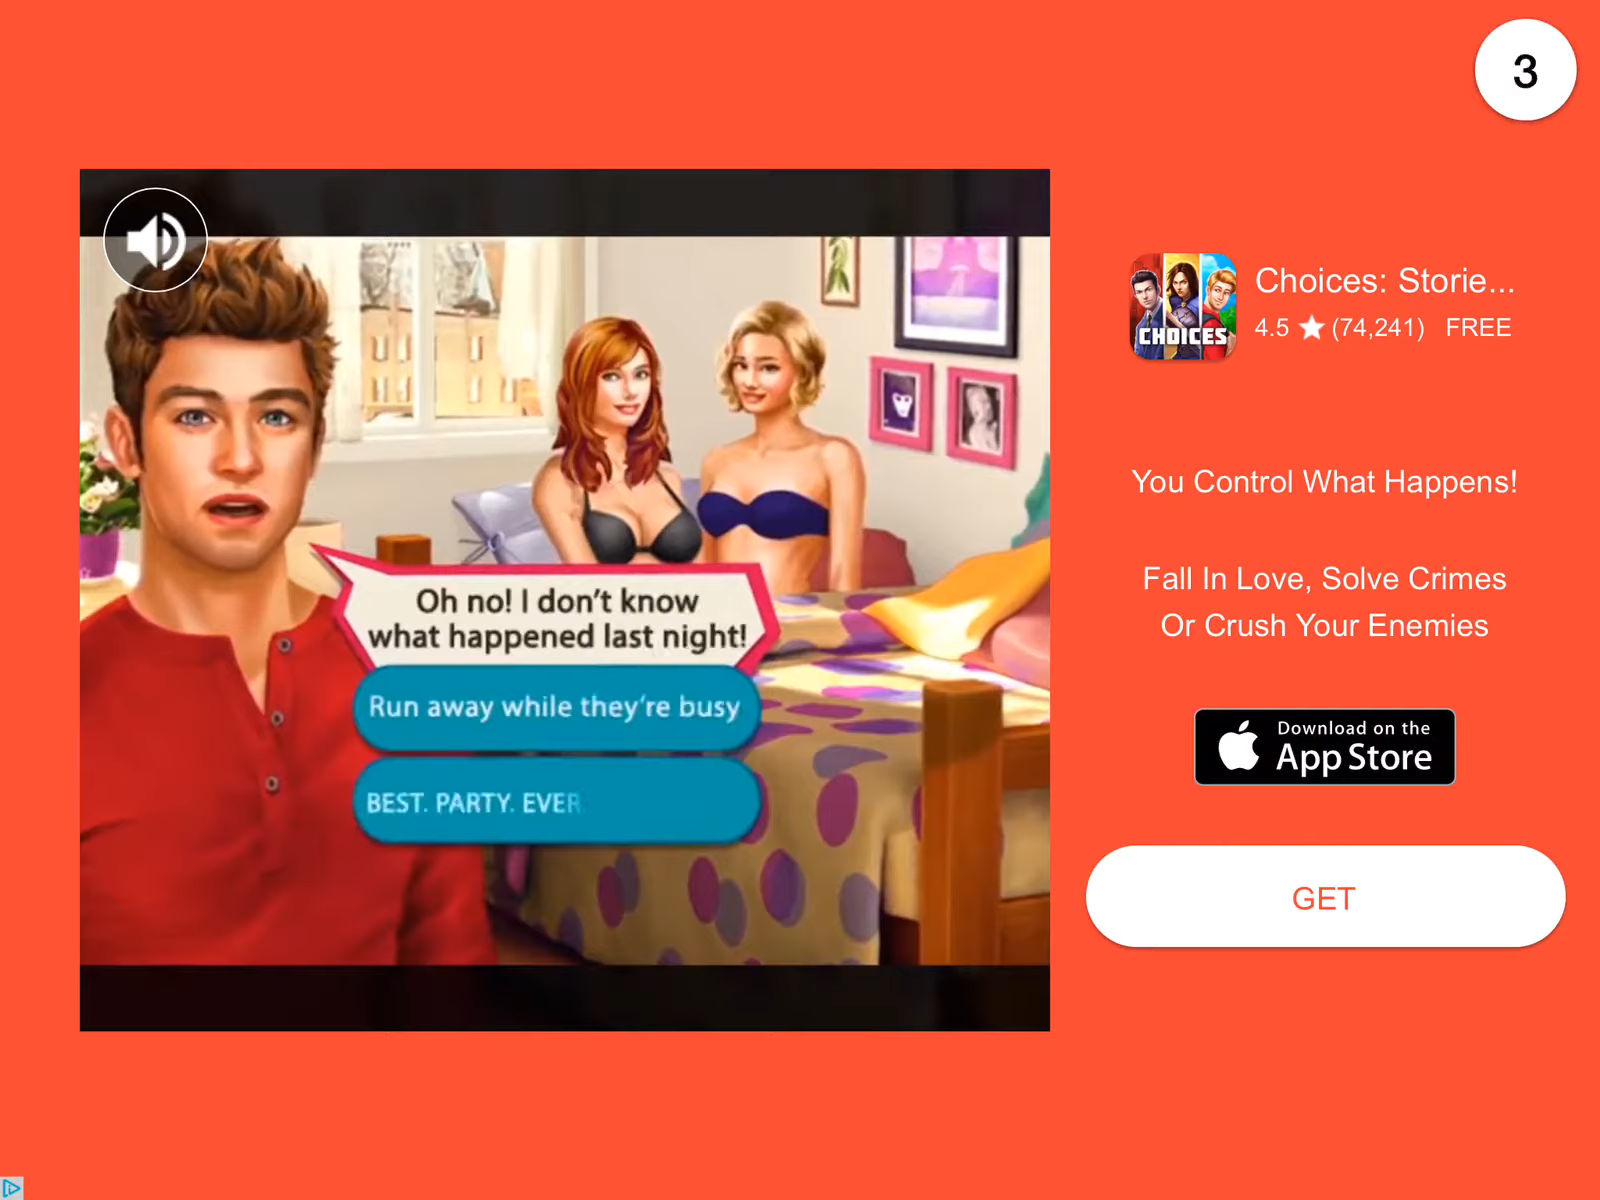 3
Choices: Storie...
4.5 ★ (74,241) FREE
CHOICES
You Control What Happens!
Fall In Love, Solve Crimes
Or Crush Your Enemies
Download on the
App Store
GET
Oh no! I don't know
what happened last night!
Run away while they're busy
BEST. PARTY. EVER